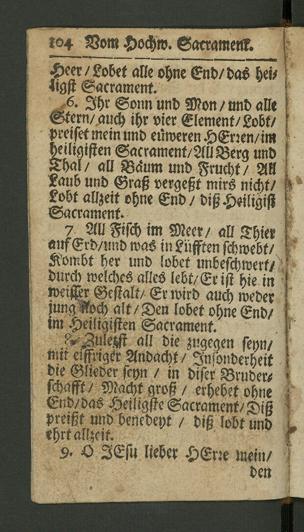 104 Vom Hochw. Sacrament.
Heer / Lobet alle ohne End / das hei-
ligst Sacrament.
6. Ihr Sonn und Mon / und alle
Stern / auch ihr vier Element / Lobt /
preiset mein und eüweren HErꝛen / im
heiligisten Sacrament / All Berg und
Thal / all Bäum und Frucht / All
Laub und Graß vergeßt mirs nicht /
Lobt allzeit ohne End / diß Heiligist
Sacrament.
7 All Fisch im Meer / all Thier
auf Erd / und was in Lüfften schwebt /
Kombt her und lobet unbeschwert /
durch welches alles lebt / Er ist hie in
weisser Gestalt / Er wird auch weder
jung noch alt / Den lobet ohne End /
im Heiligisten Sacrament.
8. Zuletzt all die zugegen seyn /
mit eiffriger Andacht / Insonderheit
die Glieder seyn / in diser Bruder-
schafft / Macht groß / erhebet ohne
End / das Heiligste Sacrament / Diß
preißt und benedeyt / diß lobt und
ehrt allzeit.
9. O JEsu lieber HErꝛe mein /
den